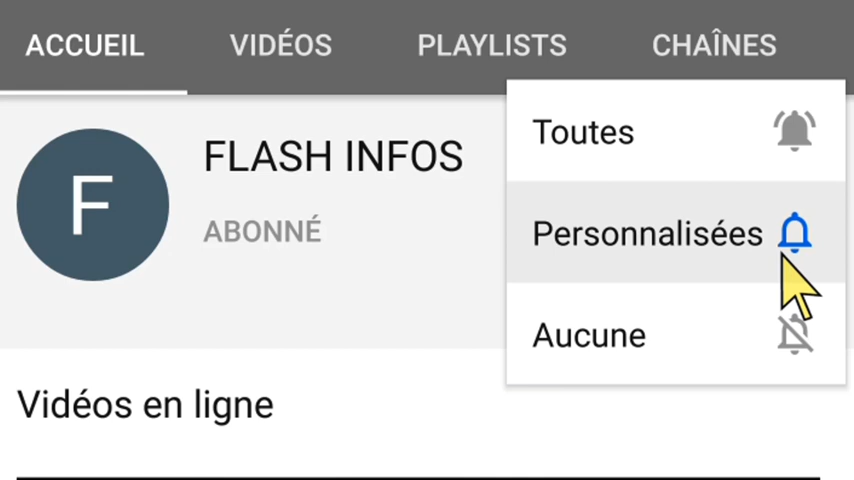 ACCUEIL VIDÉOS PLAYLISTS CHAÎNES
F
FLASH INFOS
ABONNÉ
Toutes
Personnalisées
Aucune
Vidéos en ligne